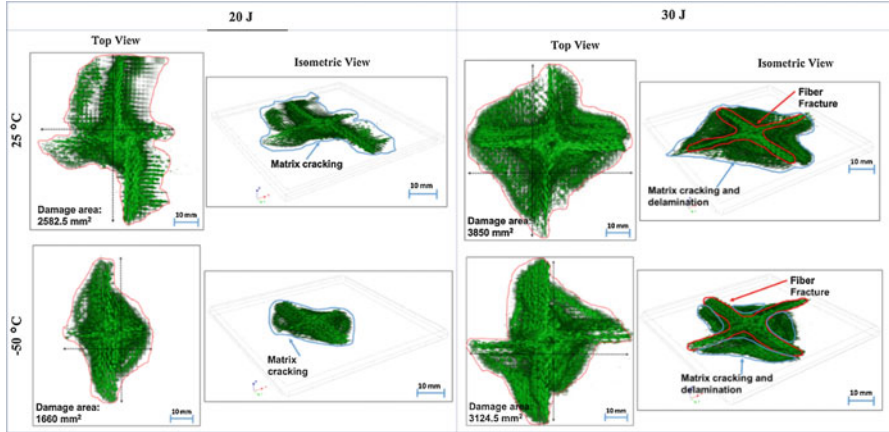 20 J
30 J
Top View
Isometric View
Top View
Isometric View
25 °C
Matrix cracking
Damage area:
2582.5 mm²
10 mm
10 mm
Fiber
Fracture
Matrix cracking and
delamination
Damage area:
3850 mm²
10 mm
10 mm
-50 °C
Matrix
cracking
Damage area:
1660 mm²
10 mm
10 mm
Fiber
Fracture
Matrix cracking and
delamination
Damage area:
3124.5 mm²
10 mm
10 mm